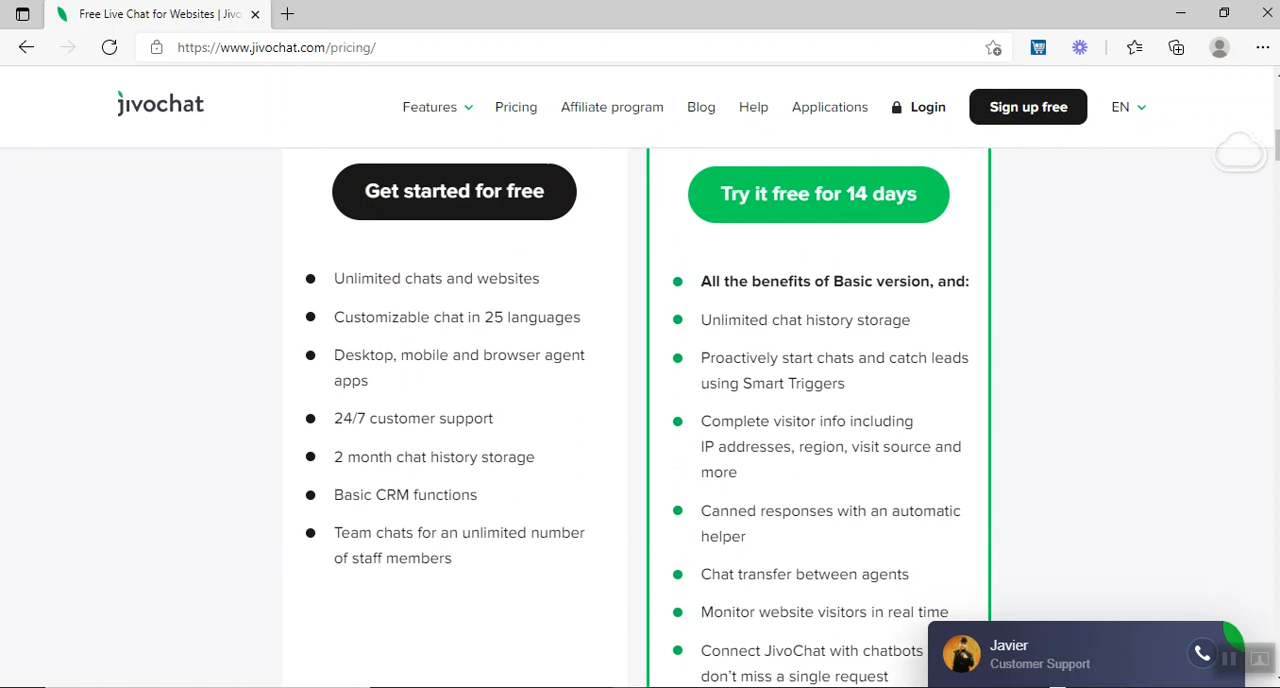 Free Live Chat for Websites | Jivo
https://www.jivochat.com/pricing/
jivochat
Features
Pricing
Affiliate program
Blog
Help
Applications
Login
Sign up free
EN
Get started for free
Unlimited chats and websites
Customizable chat in 25 languages
Desktop, mobile and browser agent
apps
24/7 customer support
2 month chat history storage
Basic CRM functions
Team chats for an unlimited number
of staff members
Try it free for 14 days
All the benefits of Basic version, and:
Unlimited chat history storage
Proactively start chats and catch leads
using Smart Triggers
Complete visitor info including
IP addresses, region, visit source and
more
Canned responses with an automatic
helper
Chat transfer between agents
Monitor website visitors in real time
Connect JivoChat with chatbots
don't miss a single request
Javier
Customer Support